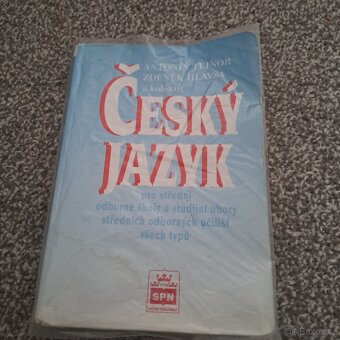 ANTONÍN TEJNOR
ZDENĚK HLAVSA
a kolektiv
ČESKÝ
JAZYK
pro střední
odborné školy a studijní obory
středních odborných učilišť
všech typů
SPN